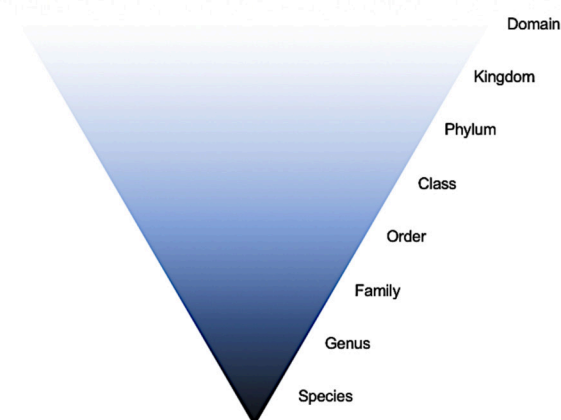 Domain
Kingdom
Phylum
Class
Order
Family
Genus
Species